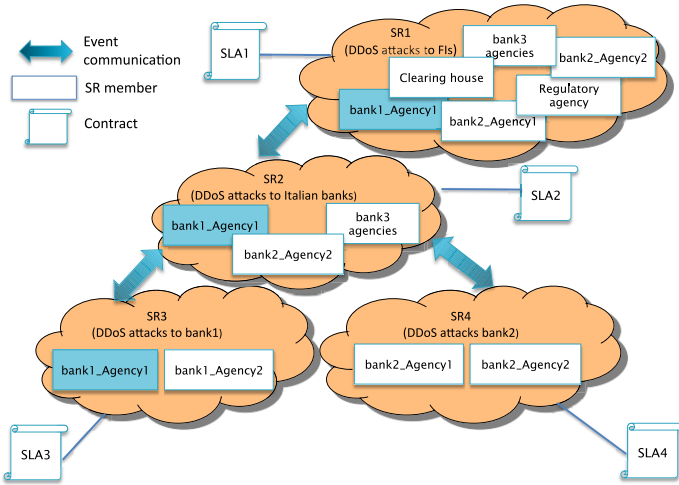 Event
communication
SR member
Contract
SLA1
SR1
(DDoS attacks to FIs)
bank3
agencies
bank2_Agency2
Clearing house
Regulatory
agency
bank1_Agency1
bank2_Agency1
SR2
(DDoS attacks to Italian banks)
SLA2
bank1_Agency1
bank3
agencies
bank2_Agency2
SR3
(DDoS attacks to bank1)
bank1_Agency1
bank1_Agency2
SR4
(DDoS attacks bank2)
bank2_Agency1
bank2_Agency2
SLA3
SLA4